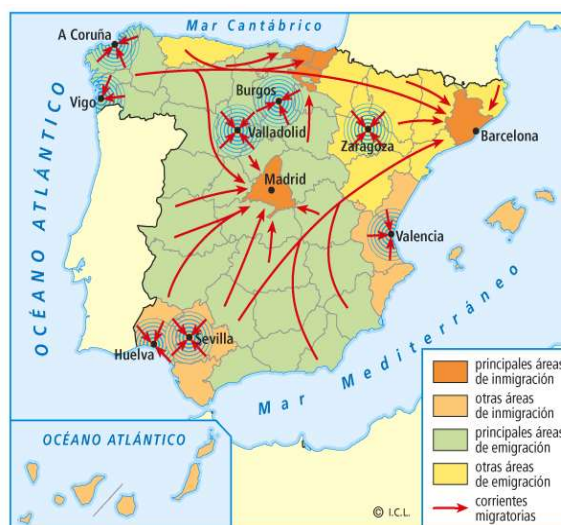 Mar Cantábrico
A Coruña
Vigo
Burgos
Valladolid
Zaragoza
Barcelona
Madrid
OCÉANO ATLÁNTICO
Valencia
Sevilla
Huelva
Mar Mediterráneo
OCÉANO ATLÁNTICO
principales áreas
de inmigración
otras áreas
de inmigración
principales áreas
de emigración
otras áreas
de emigración
corrientes
migratorias
© I.C.L.